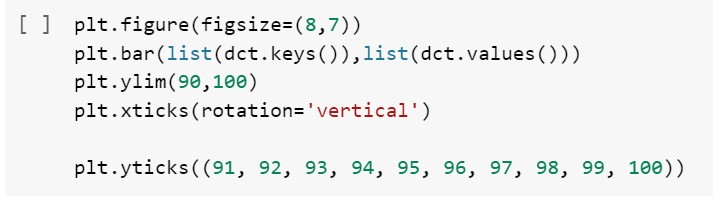 [ ] plt.figure(figsize=(8,7))
plt.bar(list(dct.keys()),list(dct.values()))
plt.ylim(90,100)
plt.xticks(rotation='vertical')
plt.yticks((91, 92, 93, 94, 95, 96, 97, 98, 99, 100))